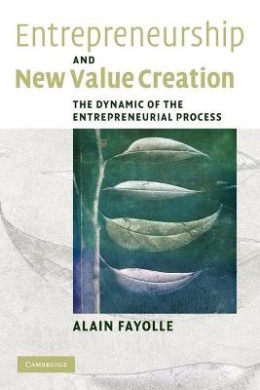 Entrepreneurship
AND
New Value Creation
THE DYNAMIC OF THE
ENTREPRENEURIAL PROCESS
ALAIN FAYOLLE
CAMBRIDGE